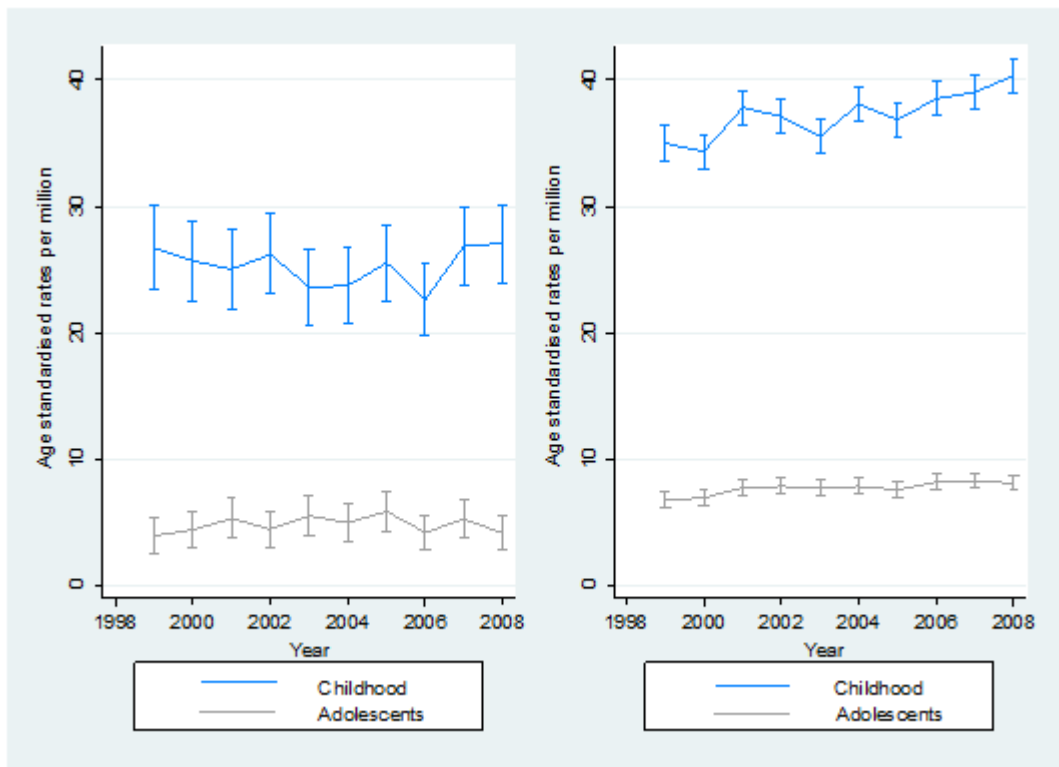 Age standardised rates per million
40
30
20
10
0
1998 2000 2002 2004 2006 2008
Year
Childhood
Adolescents
Age standardised rates per million
40
30
20
10
0
1998 2000 2002 2004 2006 2008
Year
Childhood
Adolescents